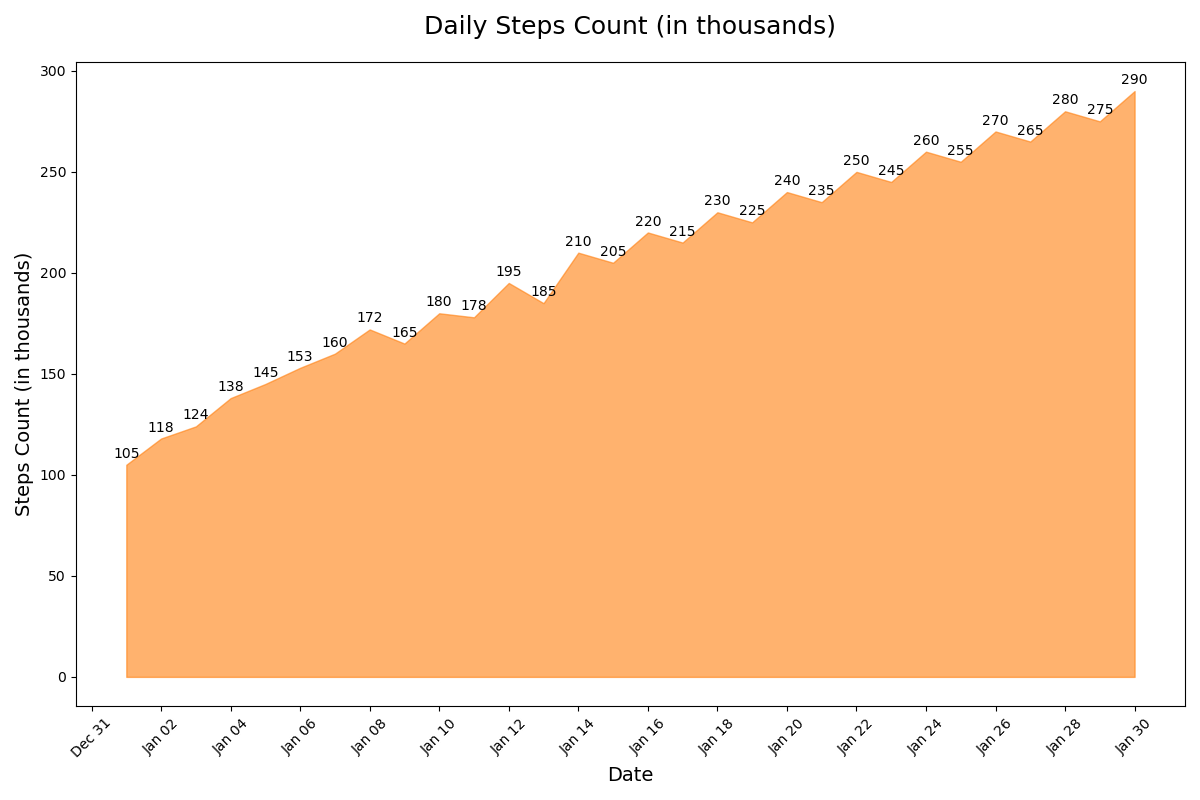 Daily Steps Count (in thousands)
Steps Count (in thousands)
300
250
200
150
100
50
0
105
118
124
138
145
153
160
172
165
180
178
195
185
210
205
220
215
230
225
240
235
250
245
260
255
270
265
280
275
290
Dec 31
Jan 02
Jan 04
Jan 06
Jan 08
Jan 10
Jan 12
Jan 14
Jan 16
Jan 18
Jan 20
Jan 22
Jan 24
Jan 26
Jan 28
Jan 30
Date